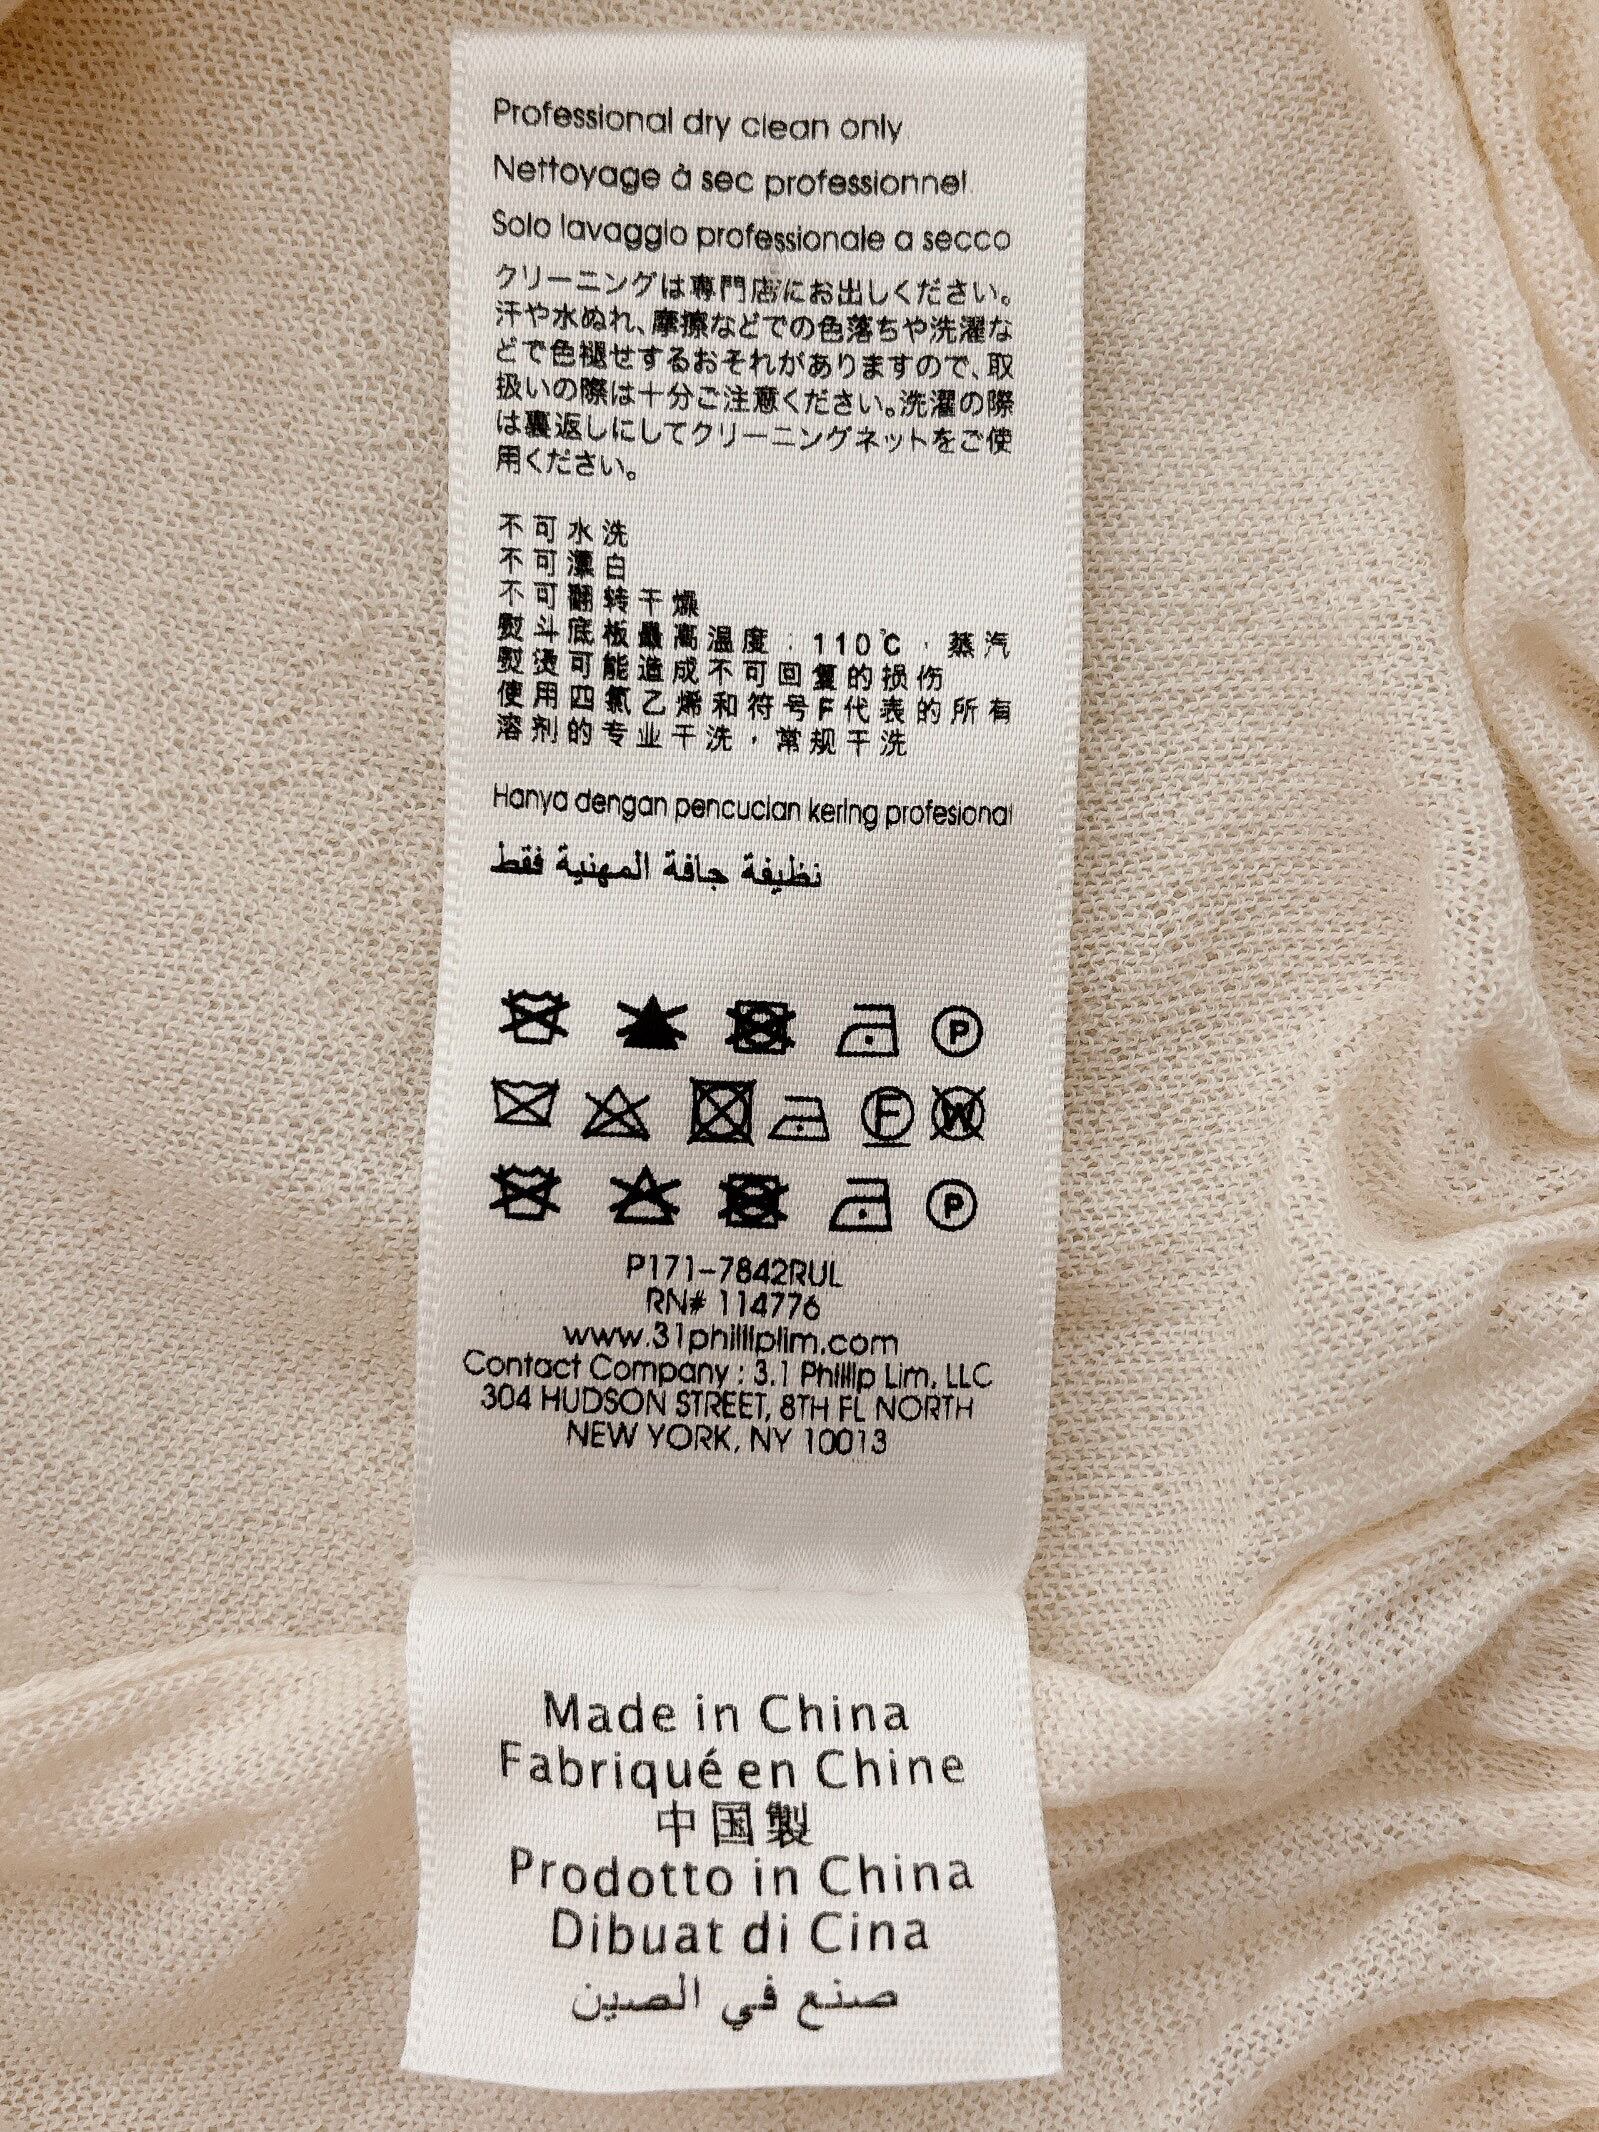 Professional dry clean only
Nettoyage à sec professionnel
Solo lavaggio professionale a secco
クリーニングは専門店にお出しください。
汗や水ぬれ、摩擦などでの色落ちや洗濯な
どで色褪せするおそれがありますので、取
扱いの際は十分ご注意ください。洗濯の際
は裏返しにしてクリーニングネットをご使
用ください。
不可水洗
不可漂白
不可翻转干燥
熨斗底板最高温度:110℃,蒸汽
熨烫可能造成不可回复的损伤
使用四氯乙烯和符号F代表的所有
溶剂的专业干洗,常规干洗
Hanya dengan pencucian kering profesional
نظيفة جافة المهنية فقط
P
F W
P
P171-7842RUL
RN# 114776
www.31phillliplim.com
Contact Company : 3.1 Phillip Lim, LLC
304 HUDSON STREET, 8TH FL NORTH
NEW YORK, NY 10013
Made in China
Fabriqué en Chine
中国製
Prodotto in China
Dibuat di Cina
صنع في الصين